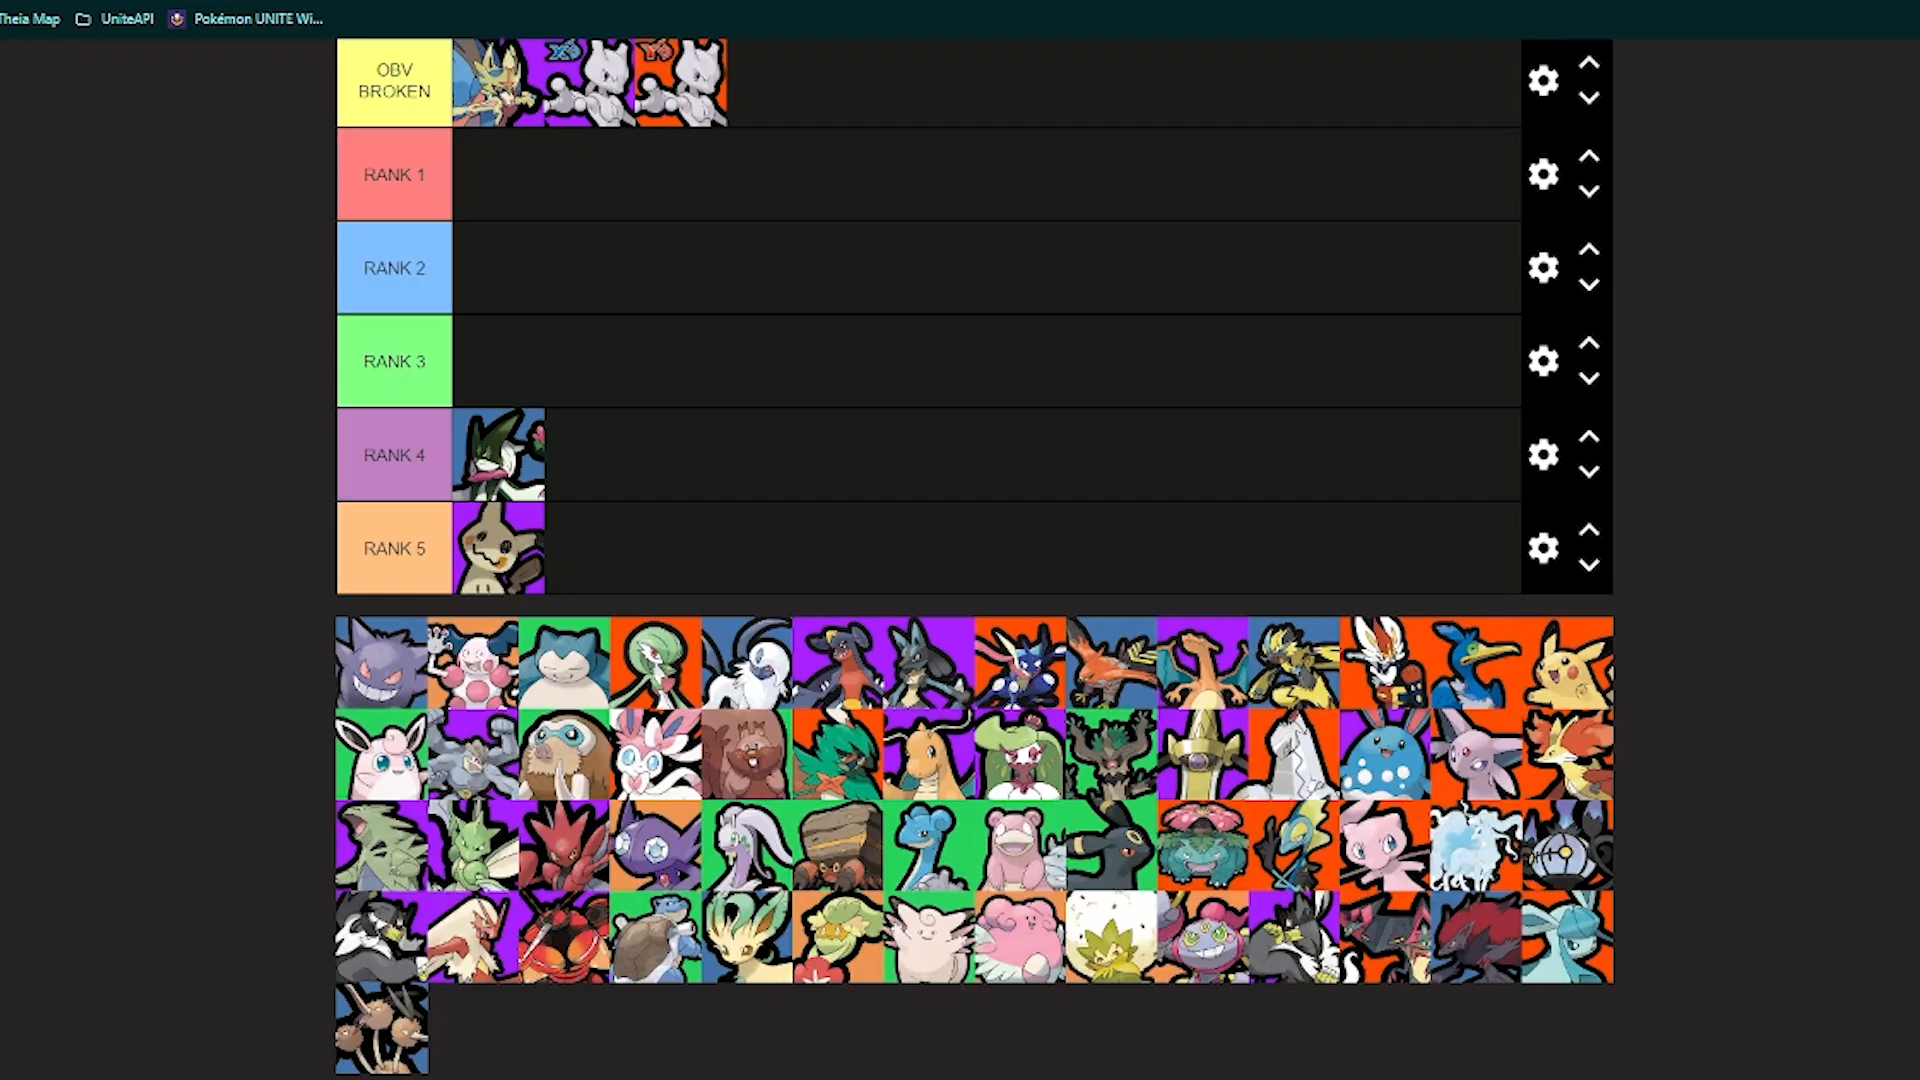 Theia Map UniteAPI Pokémon UNITE Wi...
OBV
BROKEN
X
Y
RANK 1
RANK 2
RANK 3
RANK 4
RANK 5